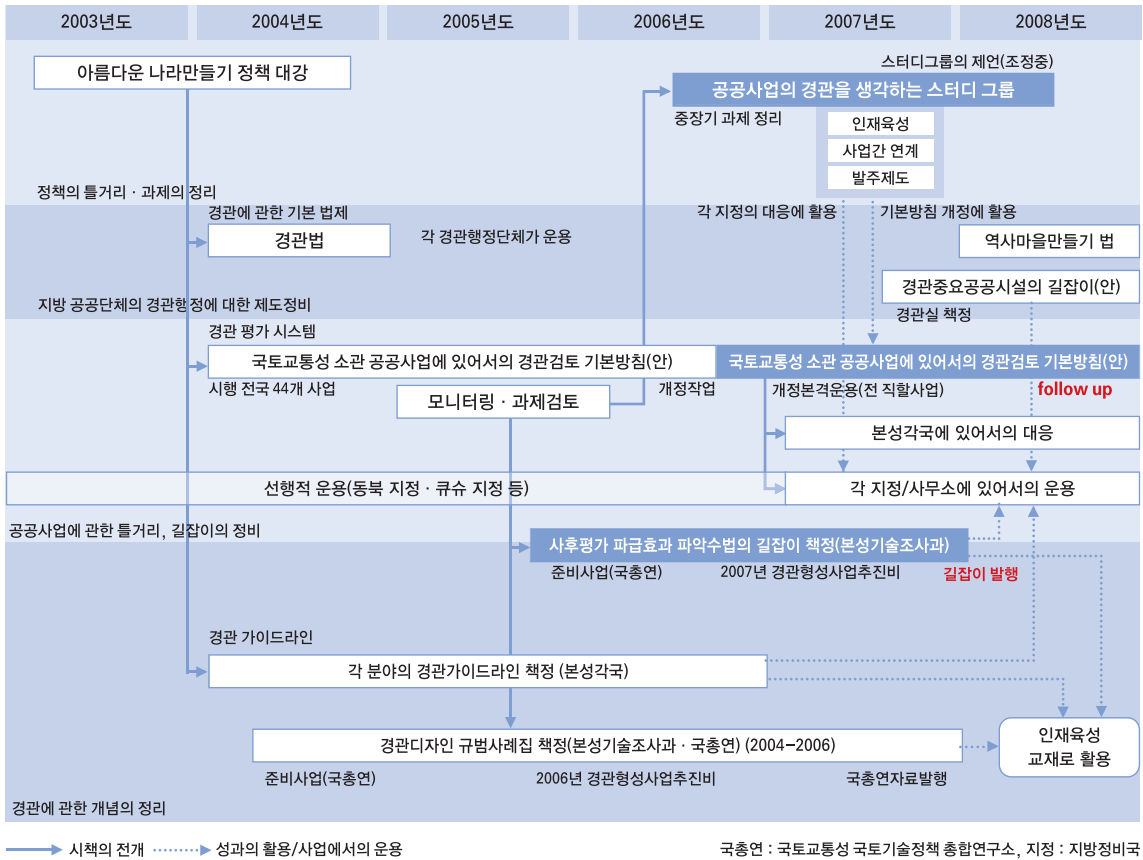 2003년도
2004년도
2005년도
2006년도
2007년도
2008년도
아름다운 나라만들기 정책 대강
스터디그룹의 제언(조정중)
공공사업의 경관을 생각하는 스터디 그룹
중장기 과제 정리
인재육성
사업간 연계
발주제도
정책의 틀거리 · 과제의 정리
경관에 관한 기본 법제
각 지정의 대응에 활용
기본방침 개정에 활용
경관법
각 경관행정단체가 운용
역사마을만들기 법
경관중요공공시설의 길잡이(안)
지방 공공단체의 경관행정에 대한 제도정비
경관실 책정
경관 평가 시스템
국토교통성 소관 공공사업에 있어서의 경관검토 기본방침(안)
국토교통성 소관 공공사업에 있어서의 경관검토 기본방침(안)
시행 전국 44개 사업
개정작업
개정본격운용(전 직할사업)
follow up
모니터링 · 과제검토
본성각국에 있어서의 대응
선행적 운용(동북 지정 · 큐슈 지정 등)
각 지정/사무소에 있어서의 운용
공공사업에 관한 틀거리, 길잡이의 정비
사후평가 파급효과 파악수법의 길잡이 책정(본성기술조사과)
준비사업(국총연)
2007년 경관형성사업추진비
길잡이 발행
경관 가이드라인
각 분야의 경관가이드라인 책정 (본성각국)
경관디자인 규범사례집 책정(본성기술조사과 · 국총연) (2004−2006)
인재육성
교재로 활용
준비사업(국총연)
2006년 경관형성사업추진비
국총연자료발행
경관에 관한 개념의 정리
시책의 전개
성과의 활용/사업에서의 운용
국총연 : 국토교통성 국토기술정책 총합연구소, 지정 : 지방정비국